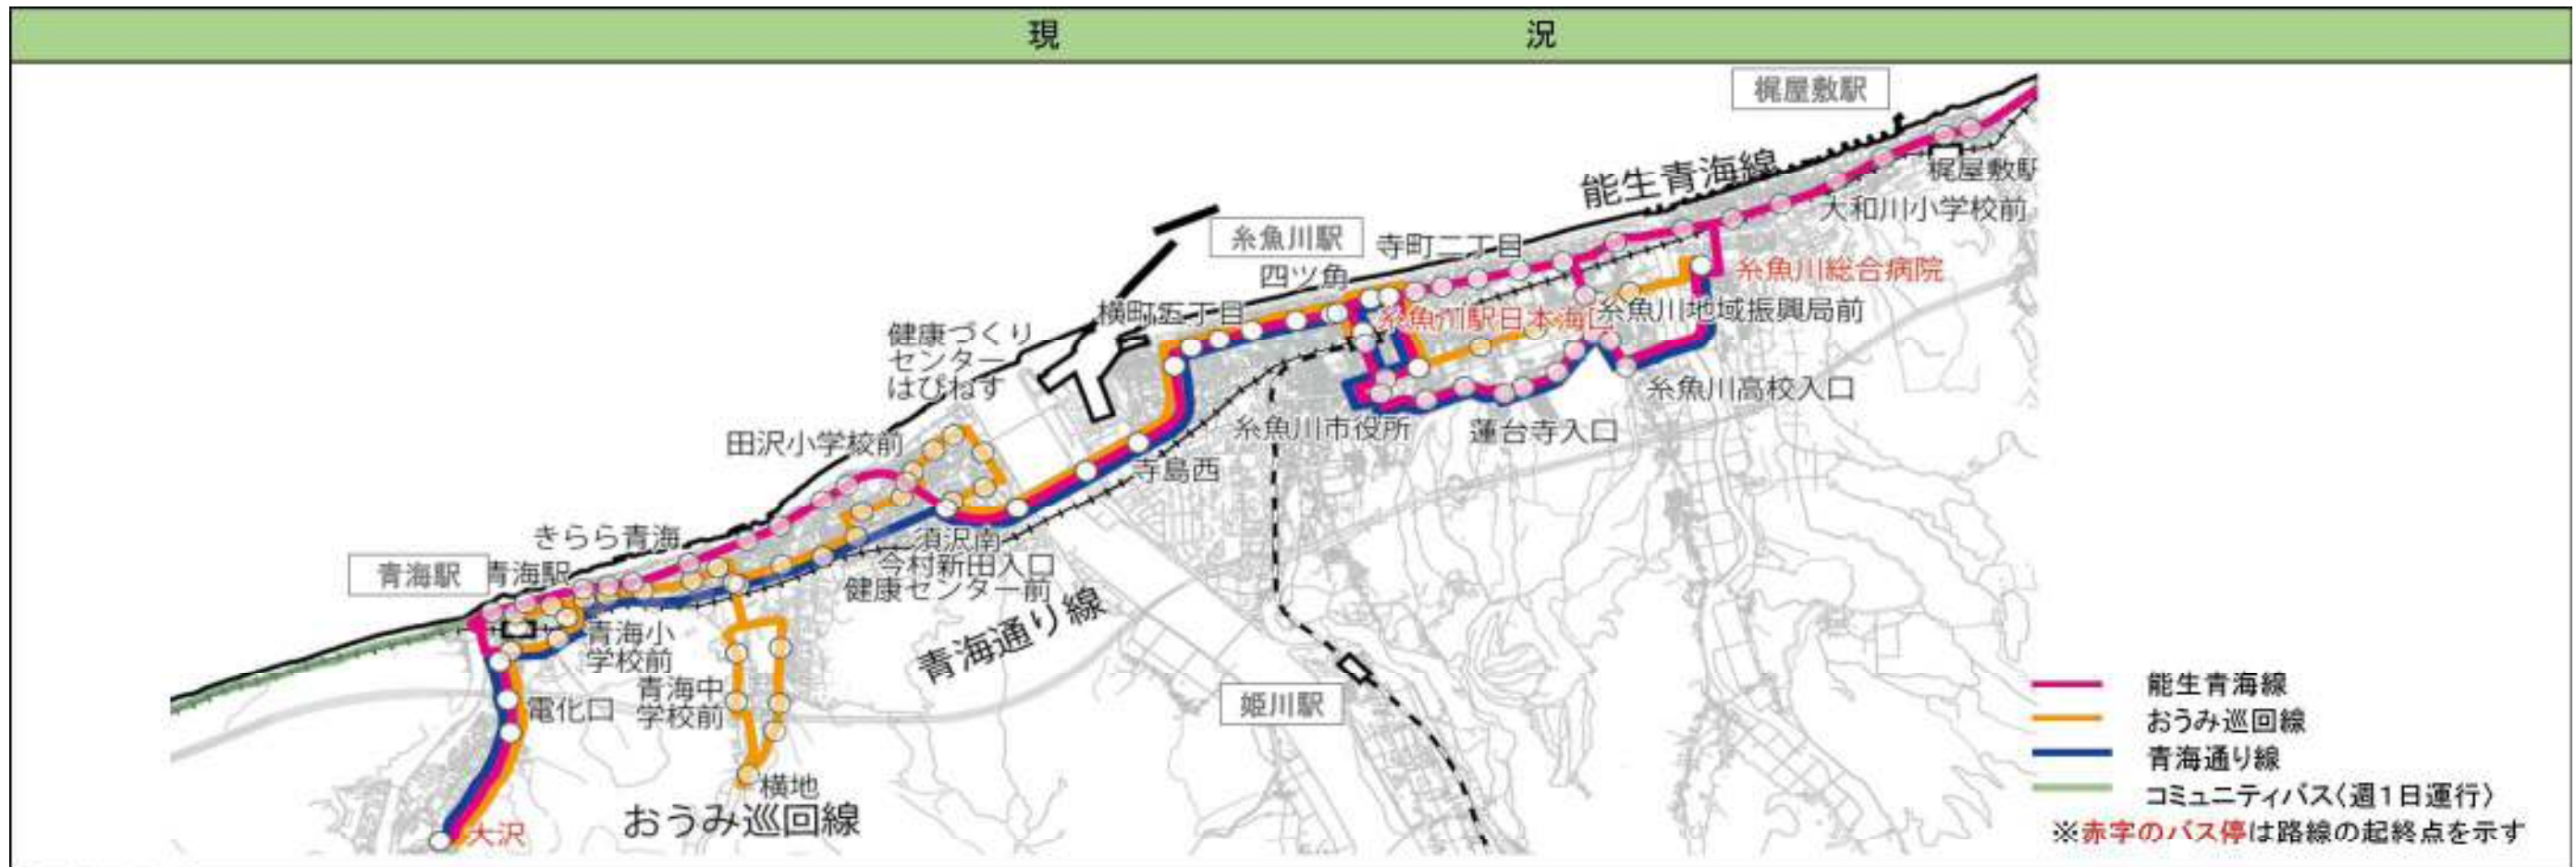 現　況
梶屋敷駅
能生青海線
梶屋敷駅
大和川小学校前
糸魚川駅
寺町二丁目
四ツ角
糸魚川総合病院
横町五丁目
糸魚川駅日本海口
糸魚川地域振興局前
健康づくり
センター
はぴねす
糸魚川高校入口
糸魚川市役所
蓮台寺入口
田沢小学校前
寺島西
きらら青海
須沢南
今村新田入口
健康センター前
青海駅
青海駅
青海通り線
青海小
学校前
青海中
学校前
電化口
姫川駅
横地
おうみ巡回線
大沢
能生青海線
おうみ巡回線
青海通り線
コミュニティバス〈週1日運行〉
※赤字のバス停は路線の起終点を示す